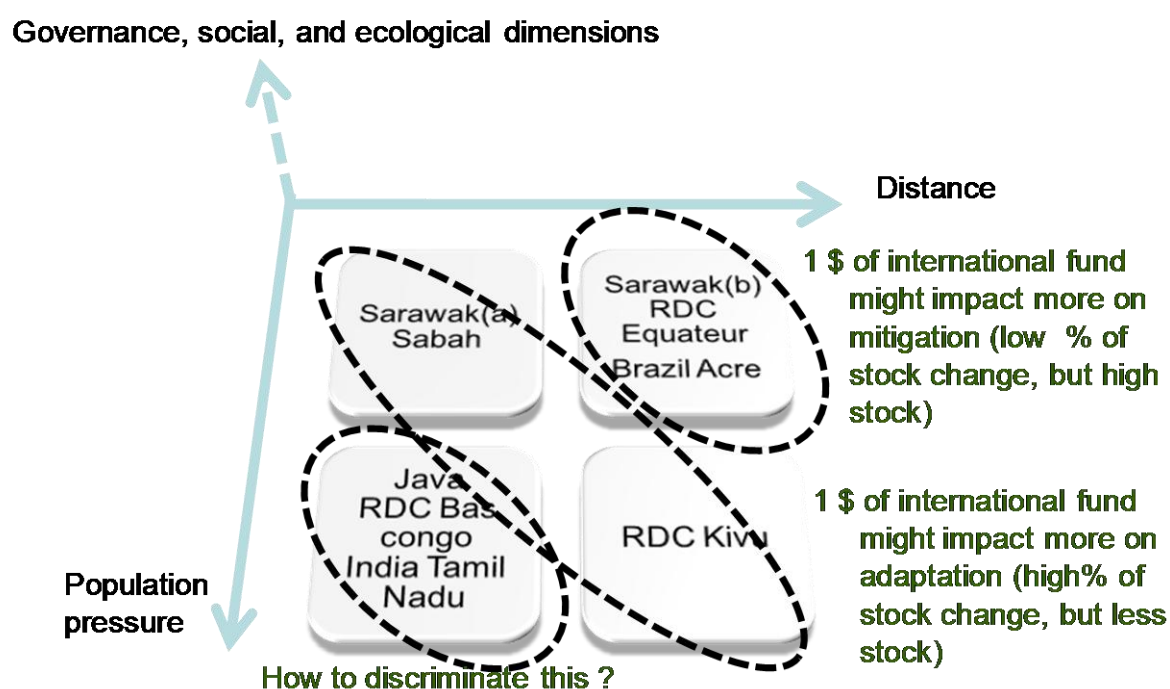 Governance, social, and ecological dimensions
Distance
Sarawak(a)
Sabah
Sarawak(b)
RDC
Equateur
Brazil Acre
1 $ of international fund
might impact more on
mitigation (low % of
stock change, but high
stock)
Java
RDC Bas
congo
India Tamil
Nadu
RDC Kivu
1 $ of international fund
might impact more on
adaptation (high% of
stock change, but less
stock)
Population
pressure
How to discriminate this ?